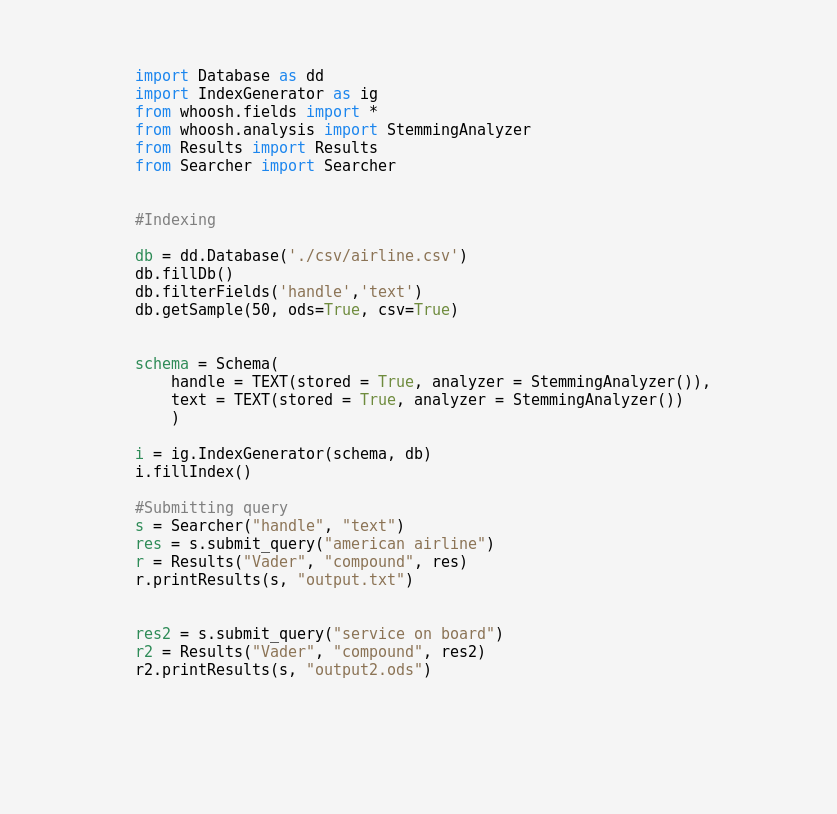 import Database as dd
import IndexGenerator as ig
from whoosh.fields import *
from whoosh.analysis import StemmingAnalyzer
from Results import Results
from Searcher import Searcher
#Indexing
db = dd.Database('./csv/airline.csv')
db.fillDb()
db.filterFields('handle','text')
db.getSample(50, ods=True, csv=True)
schema = Schema(
    handle = TEXT(stored = True, analyzer = StemmingAnalyzer()),
    text = TEXT(stored = True, analyzer = StemmingAnalyzer())
    )
i = ig.IndexGenerator(schema, db)
i.fillIndex()
#Submitting query
s = Searcher("handle", "text")
res = s.submit_query("american airline")
r = Results("Vader", "compound", res)
r.printResults(s, "output.txt")
res2 = s.submit_query("service on board")
r2 = Results("Vader", "compound", res2)
r2.printResults(s, "output2.ods")